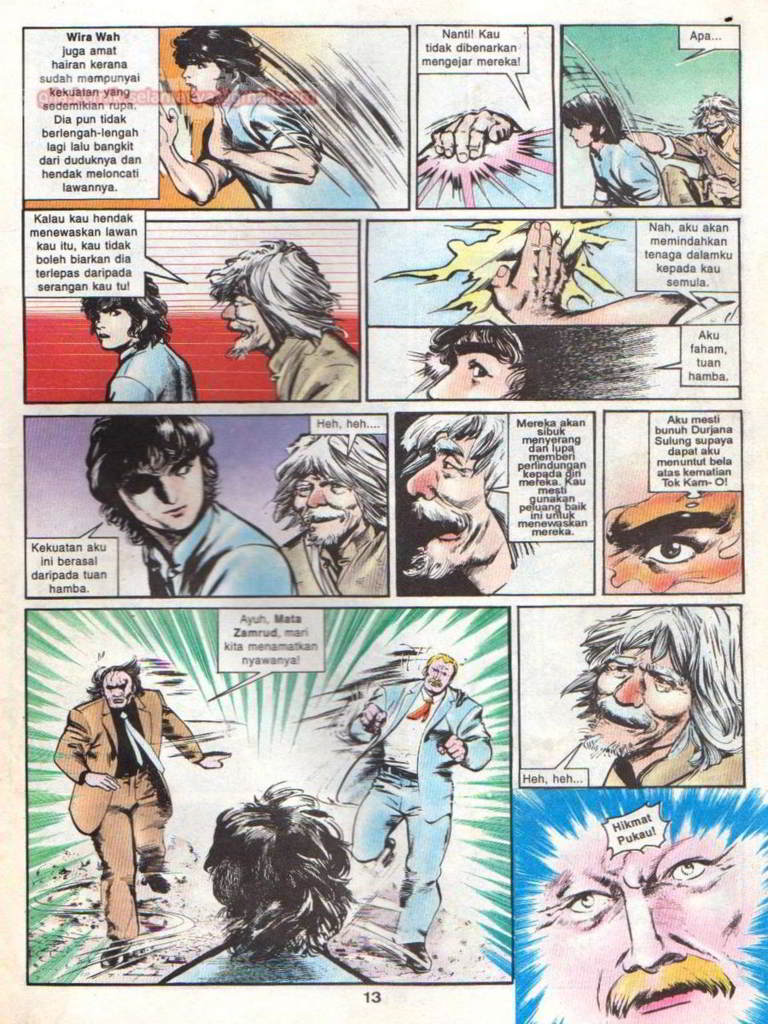 Wira Wah
juga amat
hairan kerana
sudah mempunyai
kekuatan yang
sedemikian rupa.
Dia pun tidak
berlengah-lengah
lagi lalu bangkit
dari duduknya dan
hendak meloncati
lawannya.
Nanti! Kau
tidak dibenarkan
mengejar mereka!
Apa...
Kalau kau hendak
menewaskan lawan
kau itu, kau tidak
boleh biarkan dia
terlepas daripada
serangan kau tu!
Nah, aku akan
memindahkan
tenaga dalamku
kepada kau
semula.
Aku
faham,
tuan
hamba.
Kekuatan aku
ini berasal
daripada tuan
hamba.
Heh, heh....
Mereka akan
sibuk
menyerang
dan lupa
memberi
perlindungan
kepada diri
mereka. Kau
mesti
gunakan
peluang baik
ini untuk
menewaskan
mereka.
Aku mesti
bunuh Durjana
Sulung supaya
dapat aku
menuntut bela
atas kematian
Tok Kam- O!
Ayuh, Mata
Zamrud, mari
kita menamatkan
nyawanya!
Heh, heh...
Hikmat
Pukau!
13